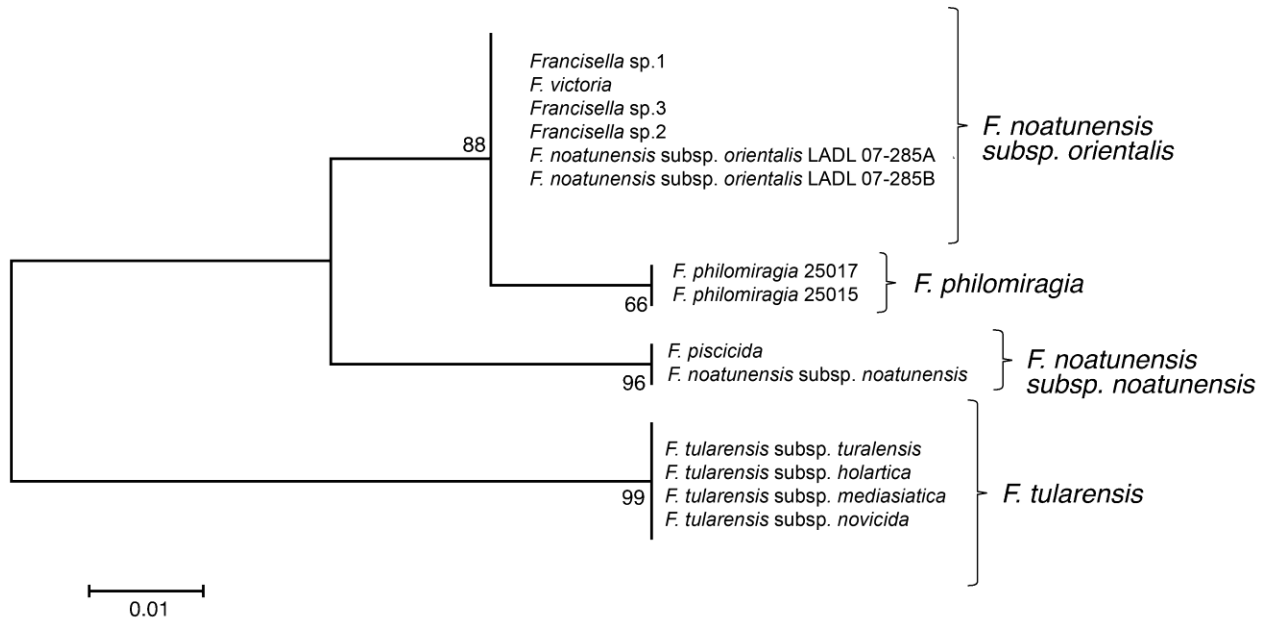 Francisella sp.1
F. victoria
Francisella sp.3
Francisella sp.2
F. noatunensis subsp. orientalis LADL 07-285A
F. noatunensis subsp. orientalis LADL 07-285B
F. noatunensis
subsp. orientalis
88
F. philomiragia 25017
F. philomiragia 25015
F. philomiragia
66
F. piscicida
F. noatunensis subsp. noatunensis
F. noatunensis
subsp. noatunensis
96
F. tularensis subsp. turalensis
F. tularensis subsp. holartica
F. tularensis subsp. mediasiatica
F. tularensis subsp. novicida
F. tularensis
99
0.01